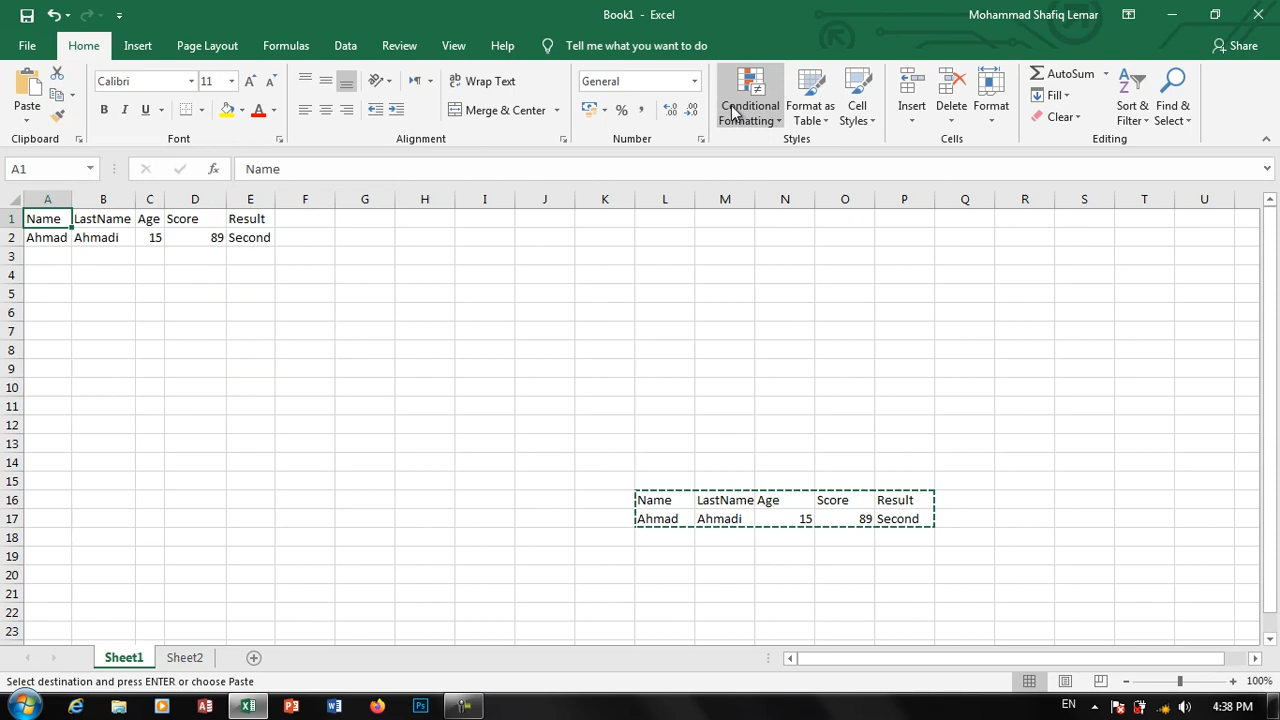 Book1 - Excel
Mohammad Shafiq Lemar
File Home Insert Page Layout Formulas Data Review View Help Tell me what you want to do Share
Paste
Clipboard
Calibri 11
B I U
A
Font
Wrap Text
Merge & Center
Alignment
General
%
Number
Conditional Formatting
Format as Table
Cell Styles
Styles
Insert
Delete
Format
Cells
AutoSum
Fill
Clear
Sort & Filter
Find & Select
Editing
A1 fx Name
A B C D E F G H I J K L M N O P Q R S T U
1 Name LastName Age Score Result
2 Ahmad Ahmadi 15 89 Second
3
4
5
6
7
8
9
10
11
12
13
14
15
16 Name LastName Age Score Result
17 Ahmad Ahmadi 15 89 Second
18
19
20
21
22
23
Sheet1 Sheet2
Select destination and press ENTER or choose Paste
100%
EN 4:38 PM